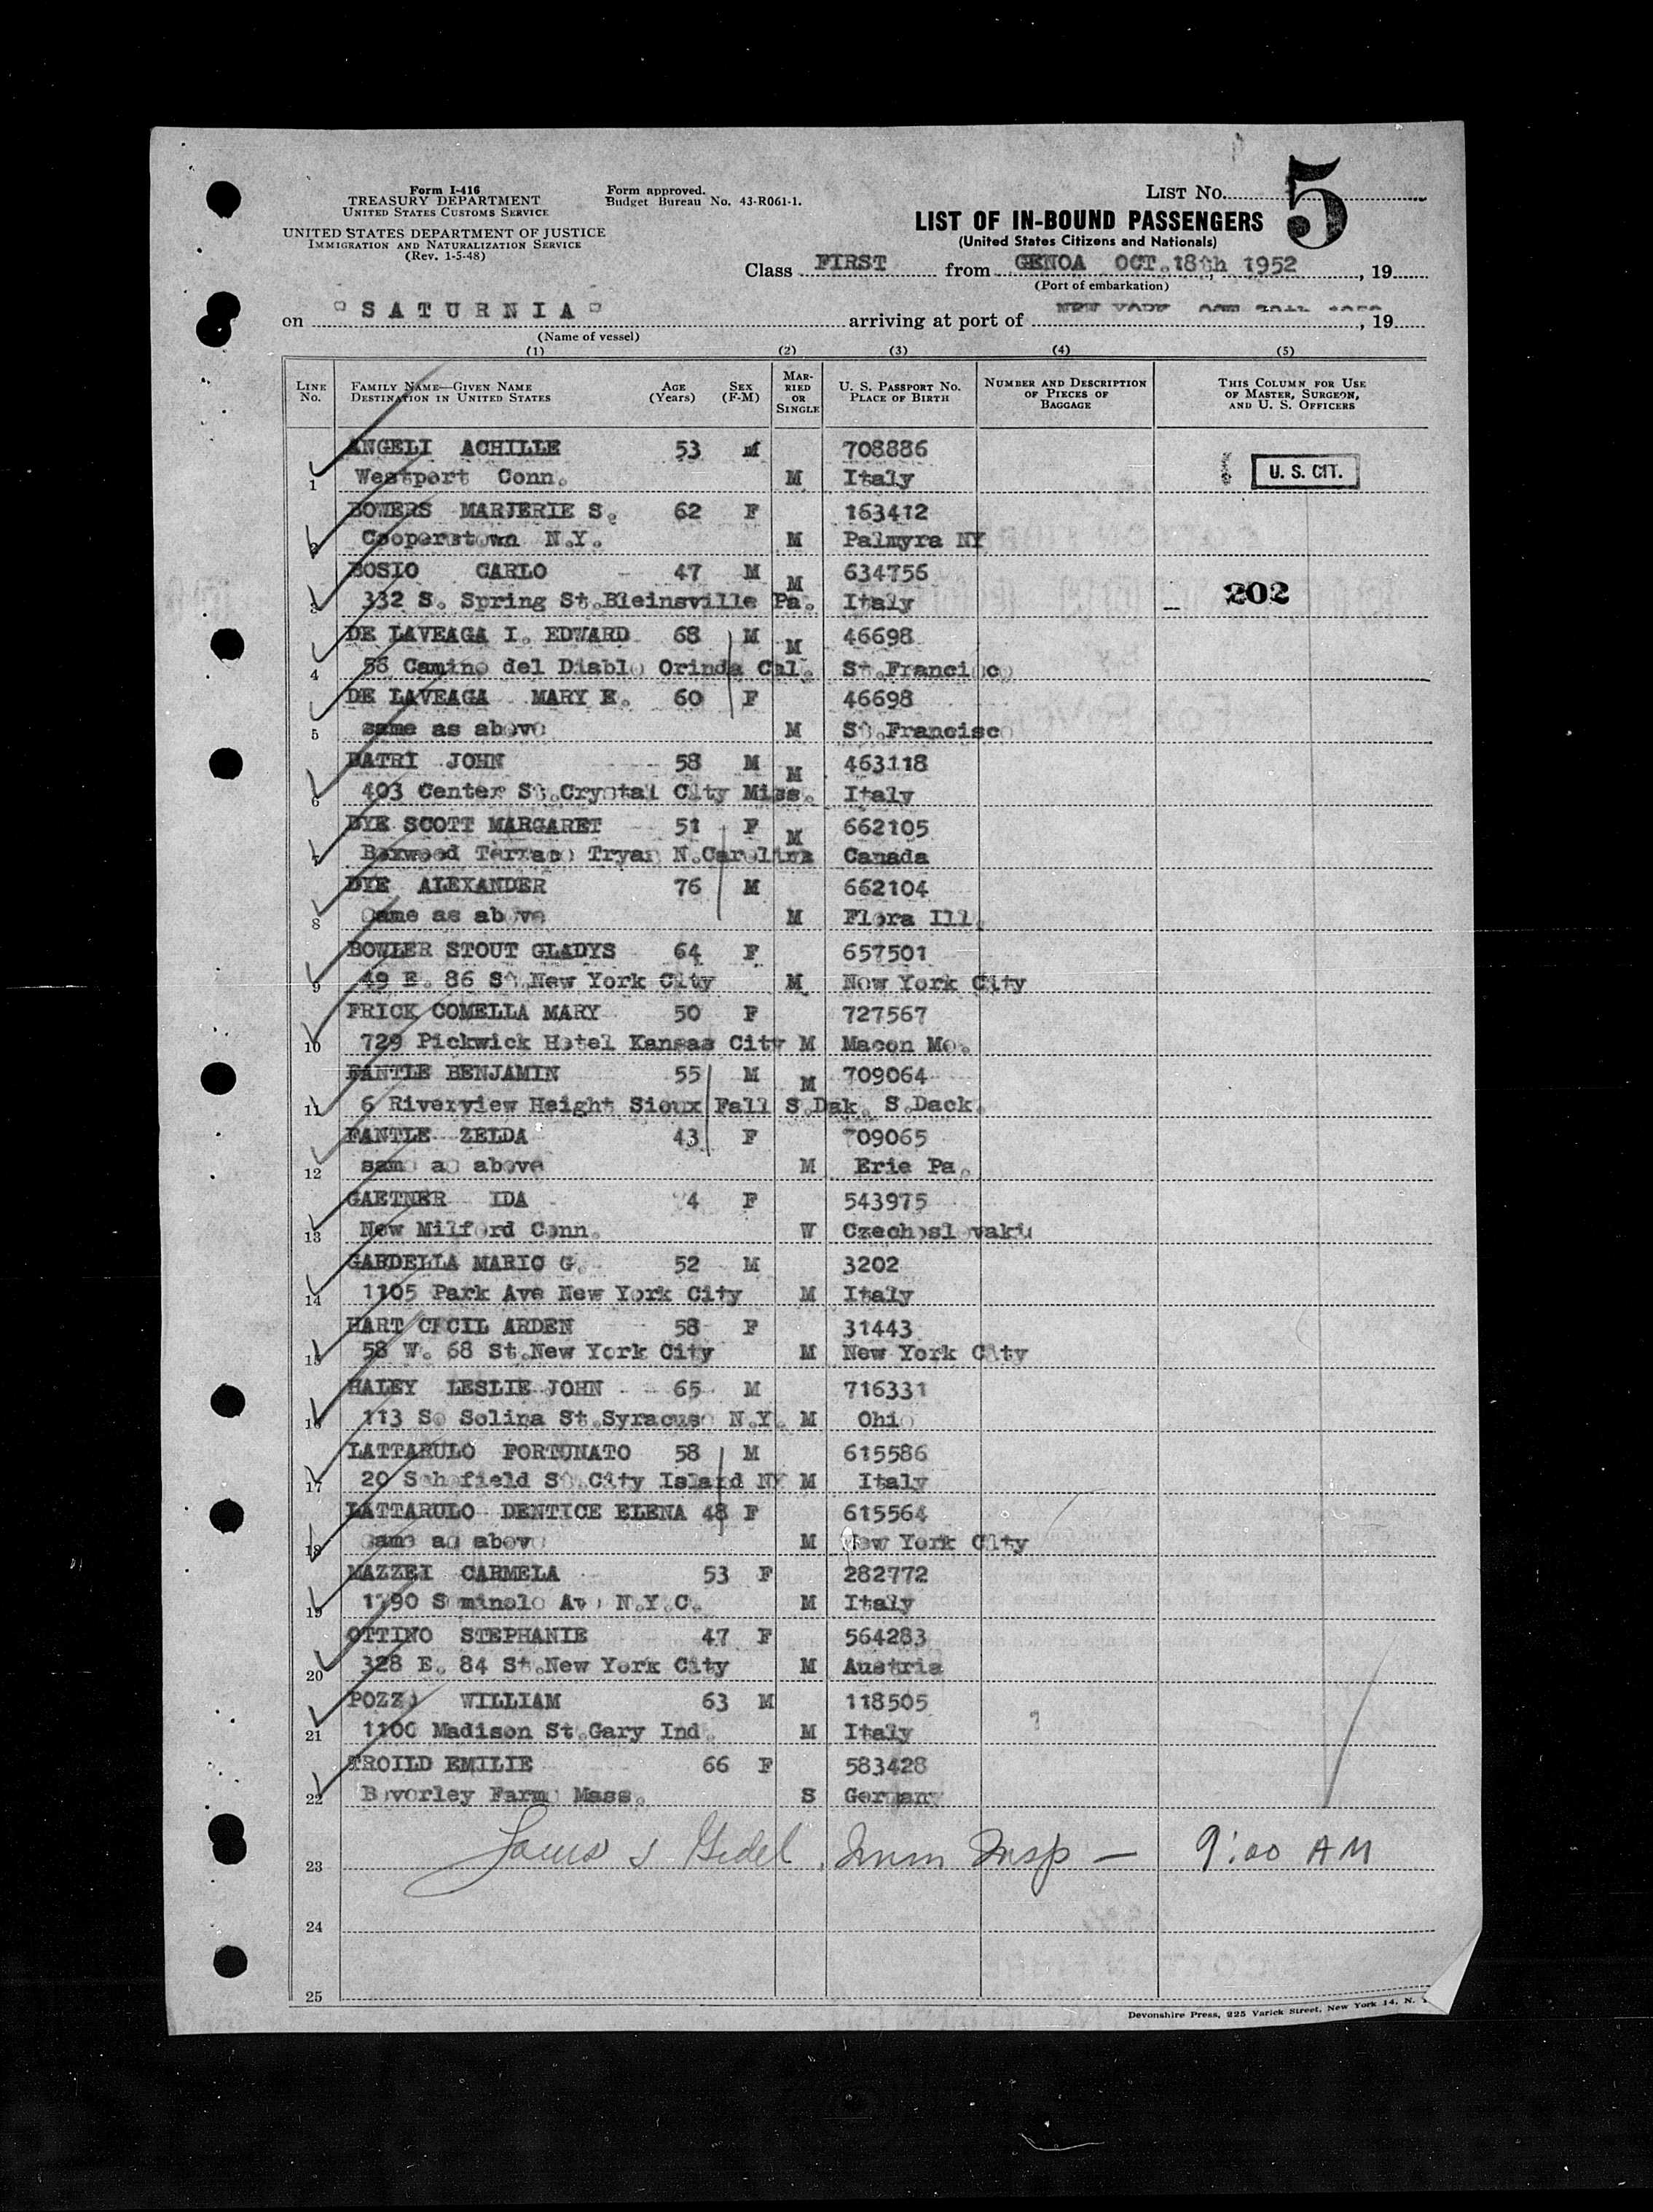 Form I-416
TREASURY DEPARTMENT
UNITED STATES CUSTOMS SERVICE
UNITED STATES DEPARTMENT OF JUSTICE
IMMIGRATION AND NATURALIZATION SERVICE
(Rev. 1-5-48)
Form approved.
Budget Bureau No. 43-R061-1.
LIST NO. 5
LIST OF IN-BOUND PASSENGERS
(United States Citizens and Nationals)
Class FIRST from GENOA OCT.18th 1952, 19
(Port of embarkation)
on "SATURNIA" arriving at port of NEW YORK, 19
(Name of vessel)
(1) (2) (3) (4) (5)
LINE NO. FAMILY NAME—GIVEN NAME DESTINATION IN UNITED STATES AGE (Years) SEX (F-M) MARRIED OR SINGLE U. S. PASSPORT NO. PLACE OF BIRTH NUMBER AND DESCRIPTION OF PIECES OF BAGGAGE THIS COLUMN FOR USE OF MASTER, SURGEON, AND U. S. OFFICERS
ANGELI ACHILLE 53 M 708886
1 Westport Conn. M Italy U. S. CIT.
BOWERS MARJERIE S. 62 F 163412
2 Cooperstown N.Y. M Palmyra NY
BOSIO CARLO 47 M 634756
3 332 S. Spring St.Bleinsville Pa. M Italy 202
DE LAVEAGA I. EDWARD 68 M 46698
4 58 Camino del Diablo Orinda Cal. M St.Francisco
DE LAVEAGA MARY E. 60 F 46698
5 same as above M St.Francisco
DATRI JOHN 58 M 463118
6 403 Center St.Crystal City Miss. M Italy
DYE SCOTT MARGARET 51 F 662105
7 Boxwood Terrace Tryan N.Carolina M Canada
DYE ALEXANDER 76 M 662104
8 Same as above M Flora Ill.
BOWLER STOUT GLADYS 64 F 657501
9 49 E. 86 St.New York City M New York City
FRICK COMELLA MARY 50 F 727567
10 729 Pickwick Hotel Kansas City M Macon Mo.
FANTLE BENJAMIN 55 M 709064
11 6 Riverview Height Sioux Fall S.Dak. M S.Dack.
FANTLE ZELDA 43 F 709065
12 same as above M Erie Pa.
GAETNER IDA 4 F 543975
13 New Milford Conn. W Czechoslovakia
GARDELLA MARIO G. 52 M 3202
14 1105 Park Ave New York City M Italy
HART CECIL ARDEN 58 F 31443
15 58 W. 68 St.New York City M New York City
HALEY LESLIE JOHN 65 M 716331
16 113 So Solina St.Syracuse N.Y. M Ohio
LATTARULO FORTUNATO 58 M 615586
17 20 Schofield St.City Island NY M Italy
LATTARULO DENTICE ELENA 48 F 615564
18 Same as above M New York City
MAZZEI CARMELA 53 F 282772
19 1790 Seminole Ave N.Y.C. M Italy
OTTINO STEPHANIE 47 F 564283
20 328 E. 84 St.New York City M Austria
POZZO WILLIAM 63 M 118505
21 1100 Madison St.Gary Ind. M Italy
TROILD EMILIE 66 F 583428
22 Beverley Farm Mass. S Germany
23 Imm Insp — 9:00 AM
24
25
Devonshire Press, 225 Varick Street, New York 14, N.